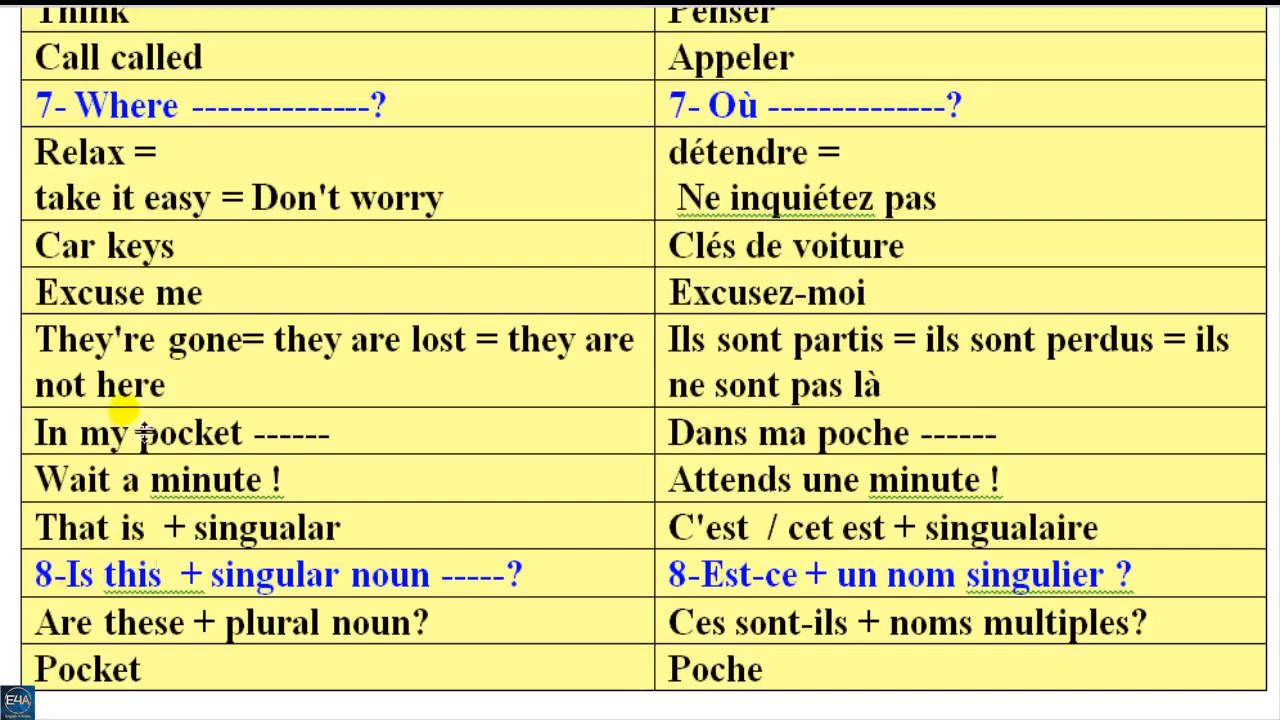 Think
Penser
Call called
Appeler
7- Where --------------?
7- Où --------------?
Relax =
take it easy = Don't worry
détendre =
Ne inquiétez pas
Car keys
Clés de voiture
Excuse me
Excusez-moi
They're gone= they are lost = they are
not here
Ils sont partis = ils sont perdus = ils
ne sont pas là
In my pocket ------
Dans ma poche ------
Wait a minute !
Attends une minute !
That is + singualar
C'est / cet est + singualaire
8-Is this + singular noun -----?
8-Est-ce + un nom singulier ?
Are these + plural noun?
Ces sont-ils + noms multiples?
Pocket
Poche
E4A